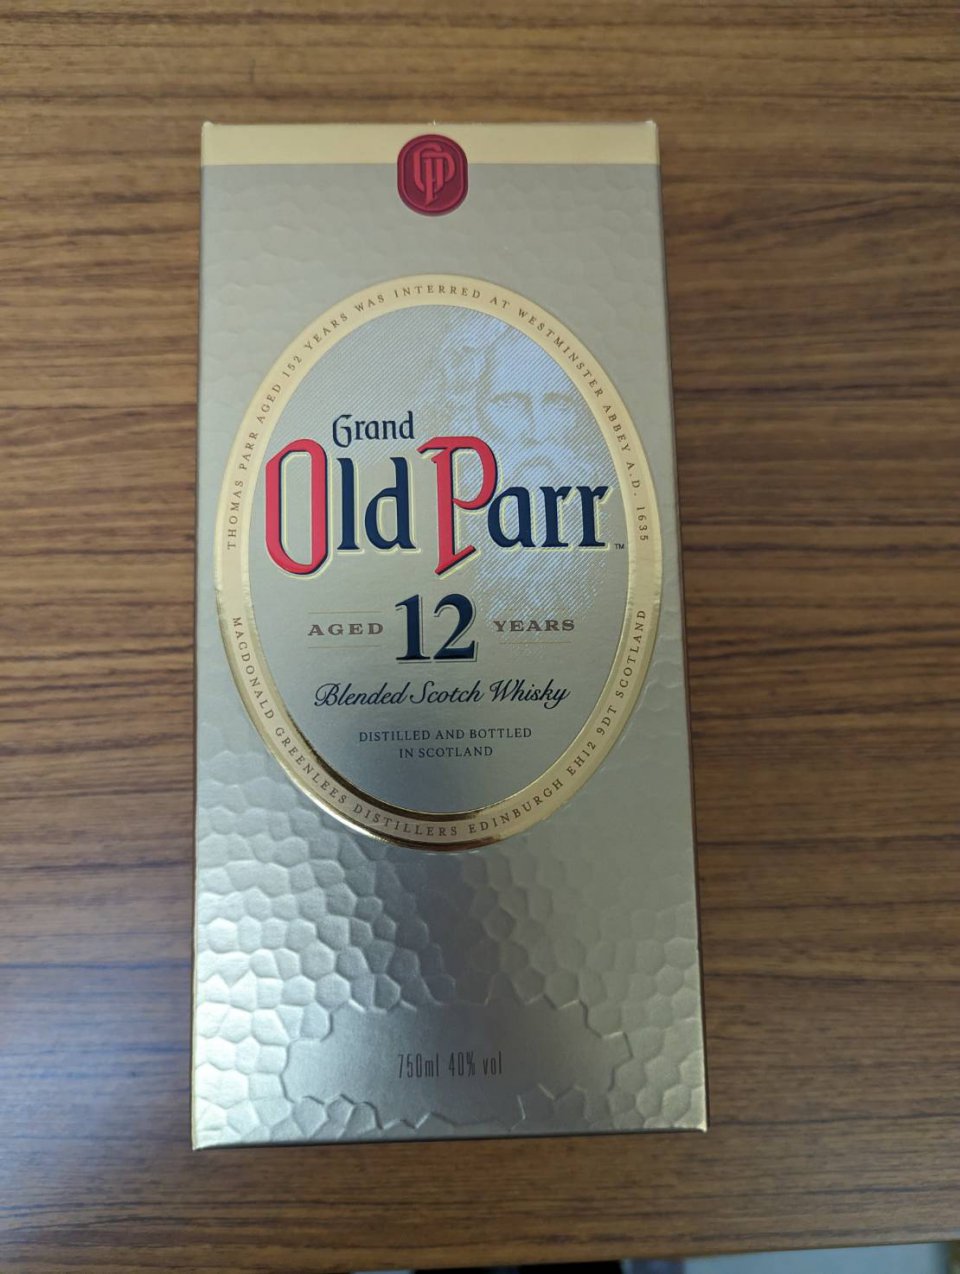 THOMAS PARR AGED 152 YEARS WAS INTERRED AT WESTMINSTER ABBEY A.D. 1635
Grand
Old Parr™
AGED 12 YEARS
Blended Scotch Whisky
DISTILLED AND BOTTLED
IN SCOTLAND
MACDONALD GREENLEES DISTILLERS EDINBURGH EH12 9DT SCOTLAND
750ml 40% vol